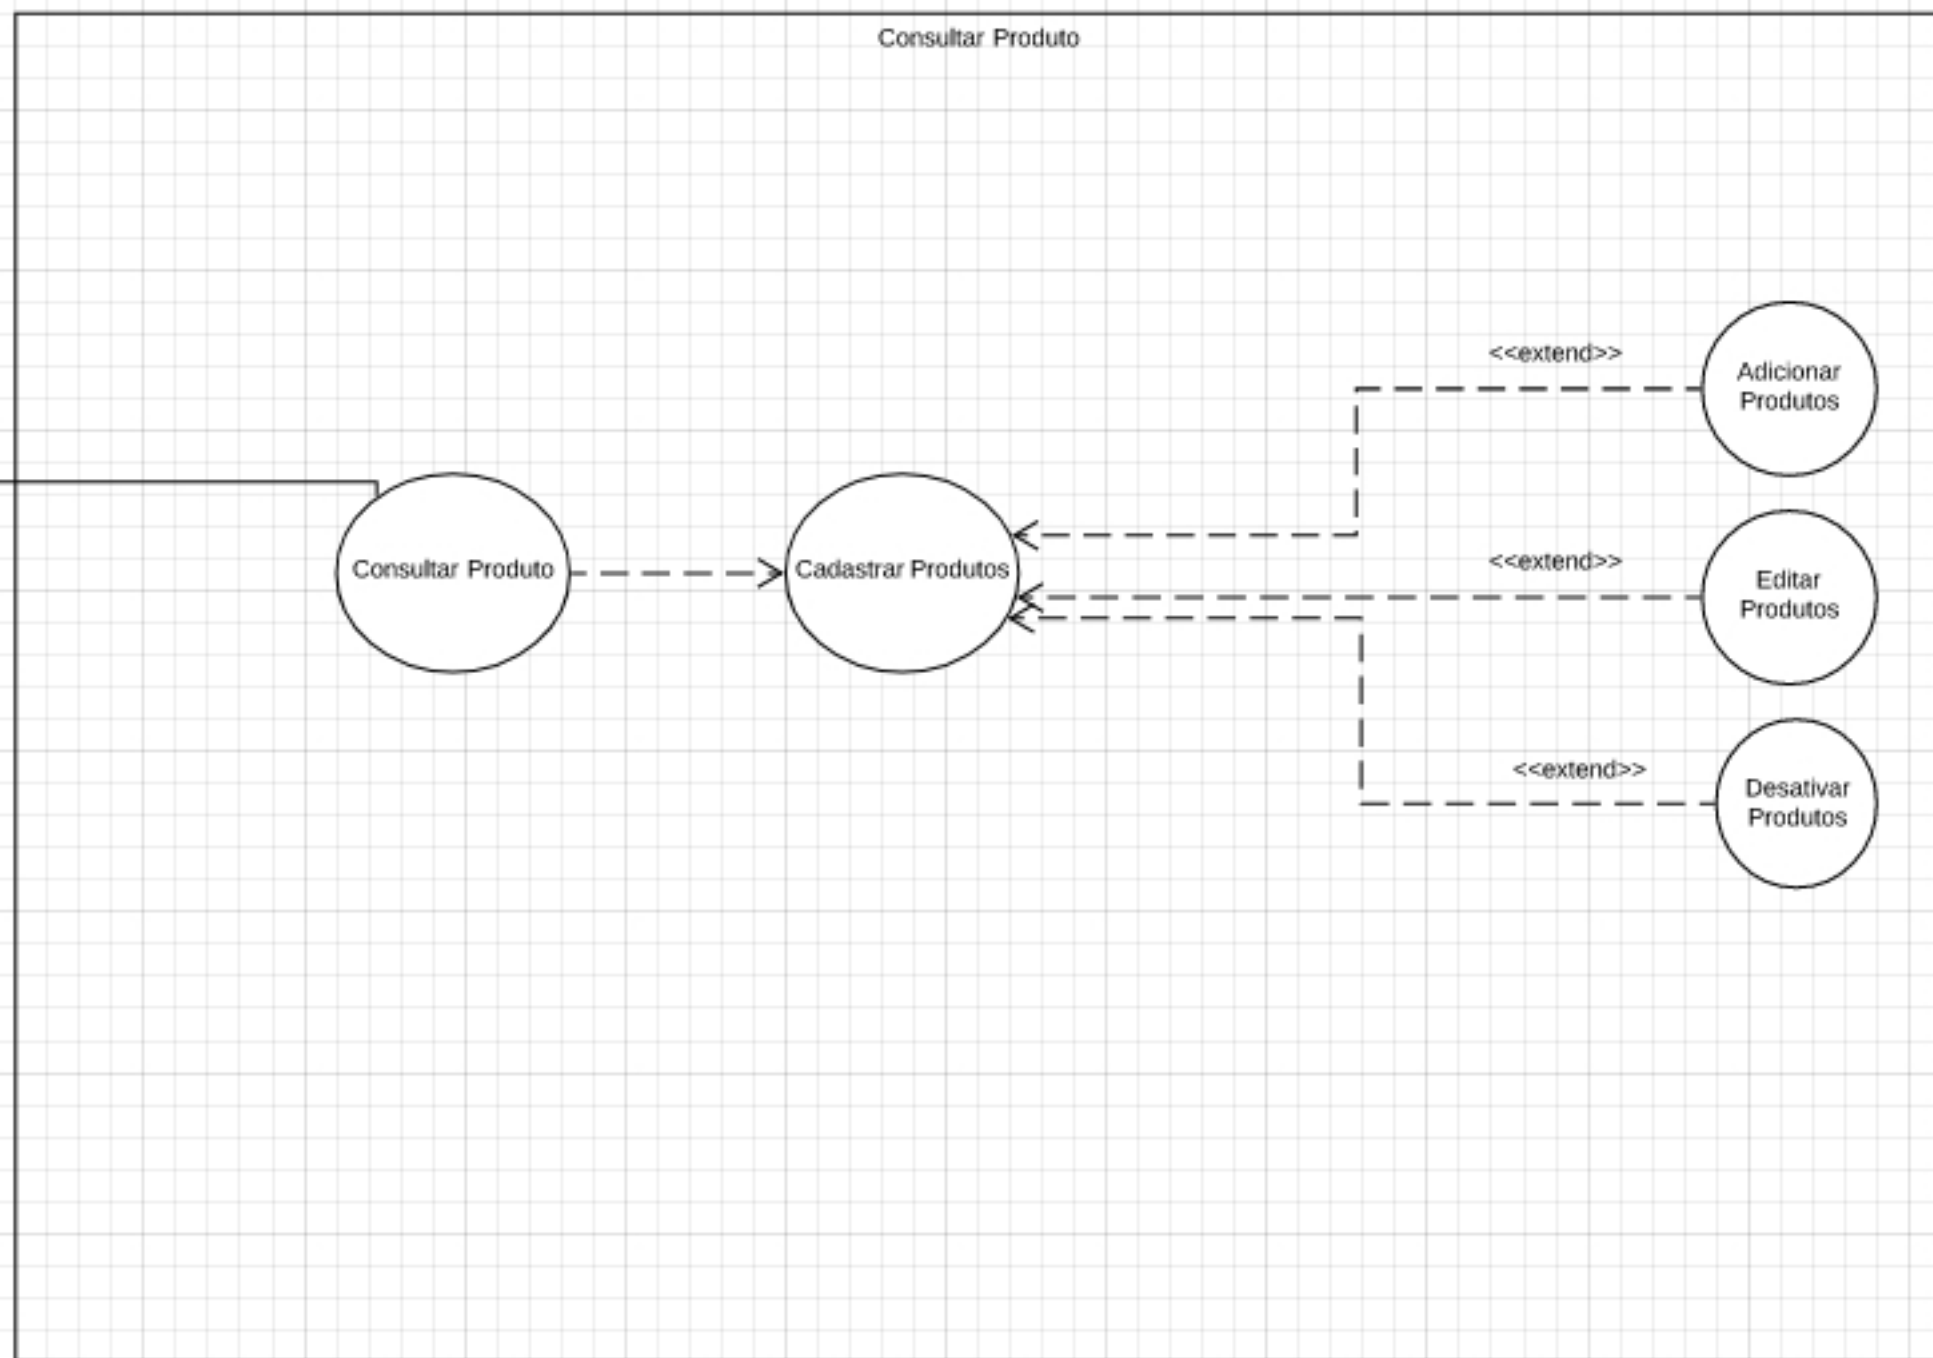 Consultar Produto
<<extend>>
Adicionar
Produtos
Consultar Produto
Cadastrar Produtos
<<extend>>
Editar
Produtos
<<extend>>
Desativar
Produtos